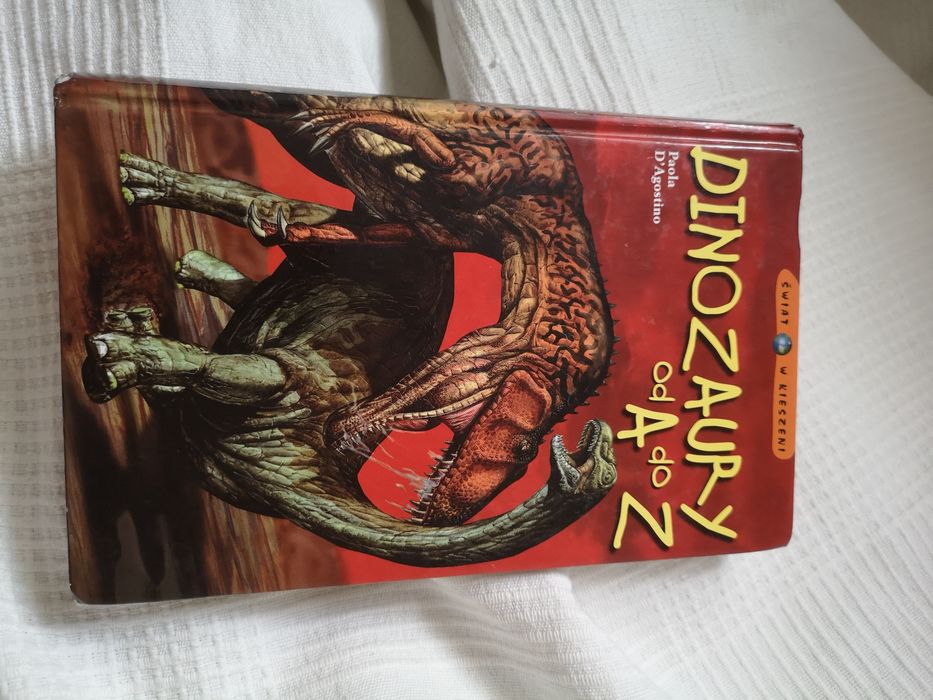 ŚWIAT W KIESZENI
DINOZAURY
od A do Z
Paola
D'Agostino